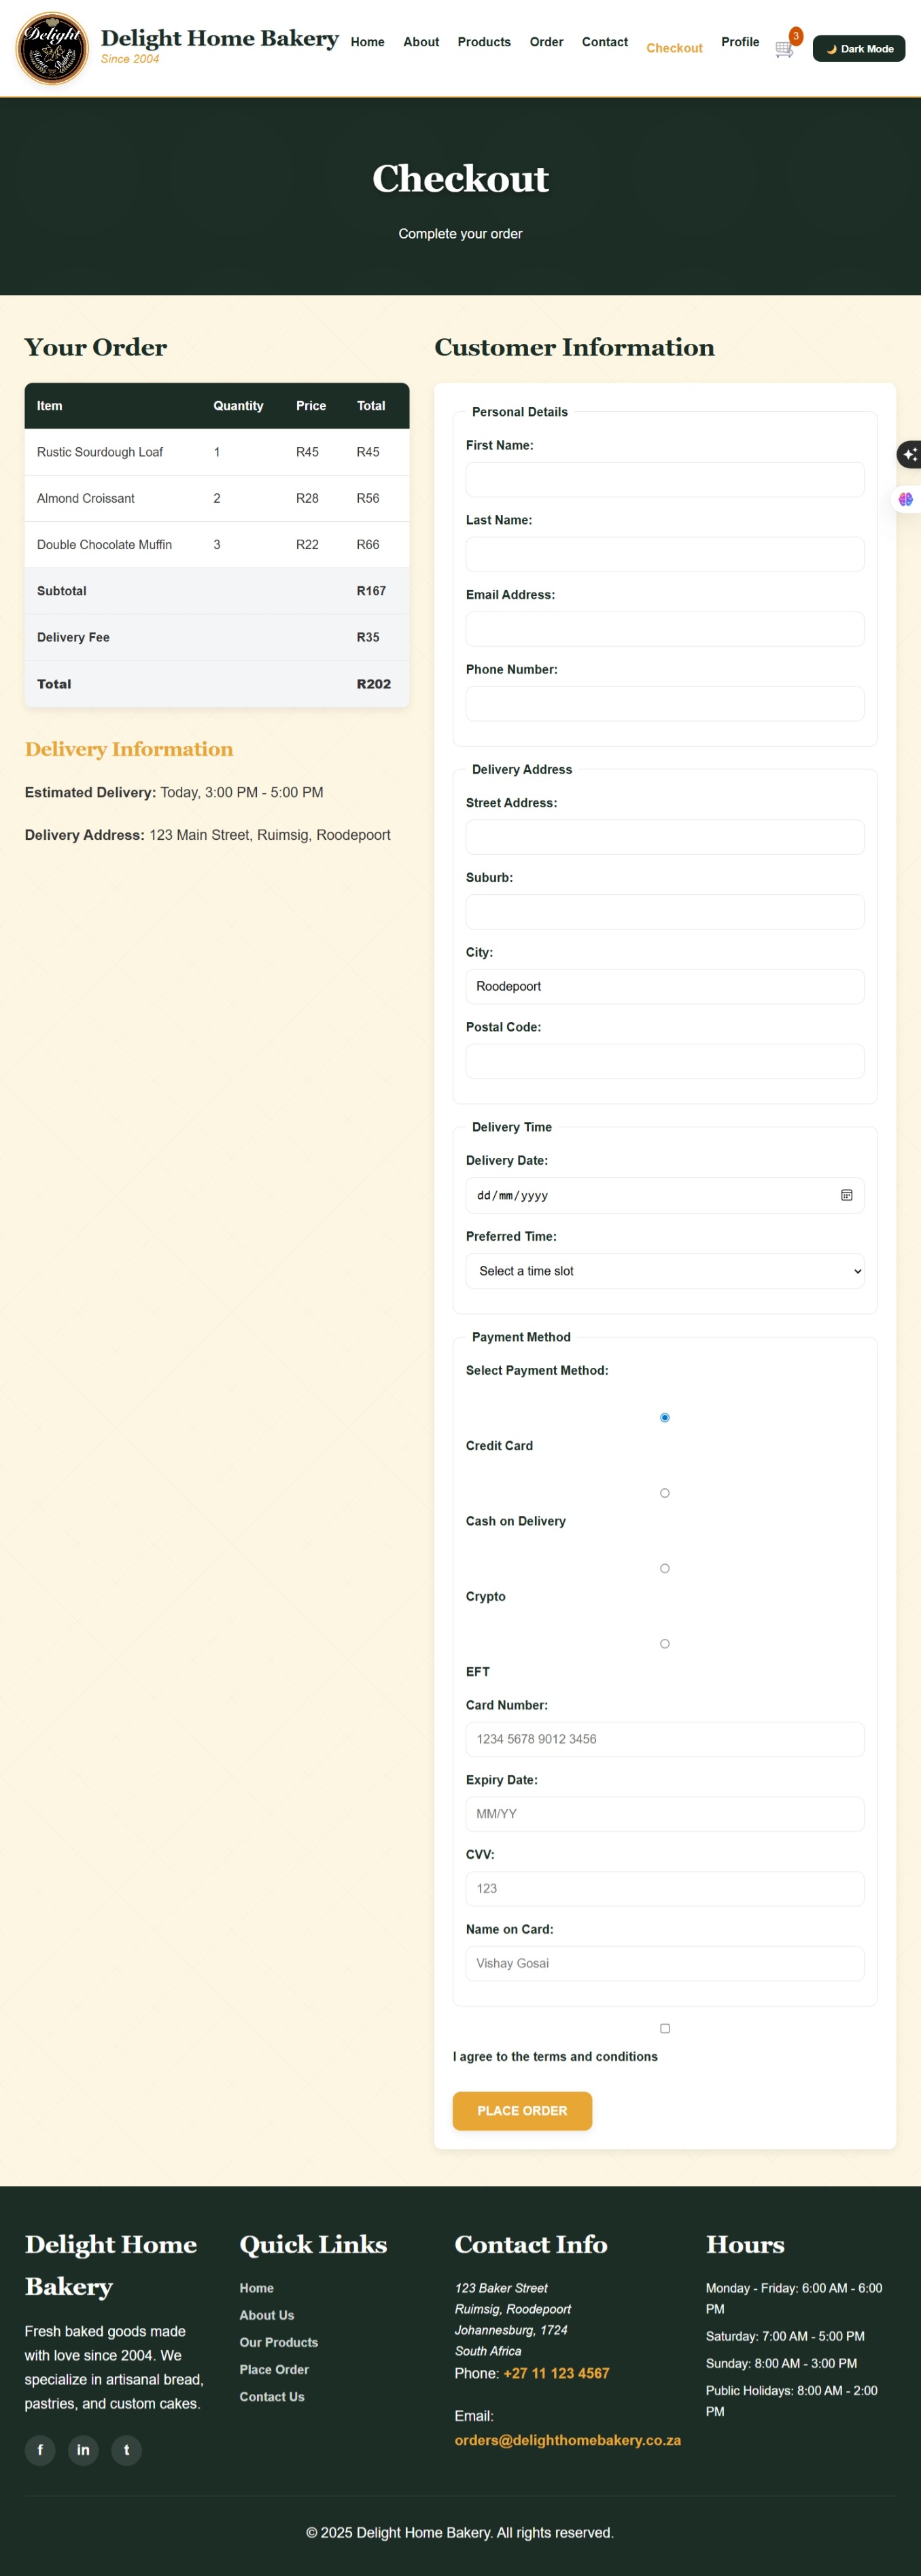 Delight
Home
Bakery
Delight Home Bakery
Since 2004
Home About Products Order Contact Checkout Profile 3 Dark Mode
Checkout
Complete your order
Your Order
Item Quantity Price Total
Rustic Sourdough Loaf 1 R45 R45
Almond Croissant 2 R28 R56
Double Chocolate Muffin 3 R22 R66
Subtotal R167
Delivery Fee R35
Total R202
Delivery Information
Estimated Delivery: Today, 3:00 PM - 5:00 PM
Delivery Address: 123 Main Street, Ruimsig, Roodepoort
Customer Information
Personal Details
First Name:
Last Name:
Email Address:
Phone Number:
Delivery Address
Street Address:
Suburb:
City:
Roodepoort
Postal Code:
Delivery Time
Delivery Date:
dd/mm/yyyy
Preferred Time:
Select a time slot
Payment Method
Select Payment Method:
Credit Card
Cash on Delivery
Crypto
EFT
Card Number:
1234 5678 9012 3456
Expiry Date:
MM/YY
CVV:
123
Name on Card:
Vishay Gosai
I agree to the terms and conditions
PLACE ORDER
Delight Home
Bakery
Fresh baked goods made
with love since 2004. We
specialize in artisanal bread,
pastries, and custom cakes.
f in t
Quick Links
Home
About Us
Our Products
Place Order
Contact Us
Contact Info
123 Baker Street
Ruimsig, Roodepoort
Johannesburg, 1724
South Africa
Phone: +27 11 123 4567
Email:
orders@delighthomebakery.co.za
Hours
Monday - Friday: 6:00 AM - 6:00
PM
Saturday: 7:00 AM - 5:00 PM
Sunday: 8:00 AM - 3:00 PM
Public Holidays: 8:00 AM - 2:00
PM
© 2025 Delight Home Bakery. All rights reserved.